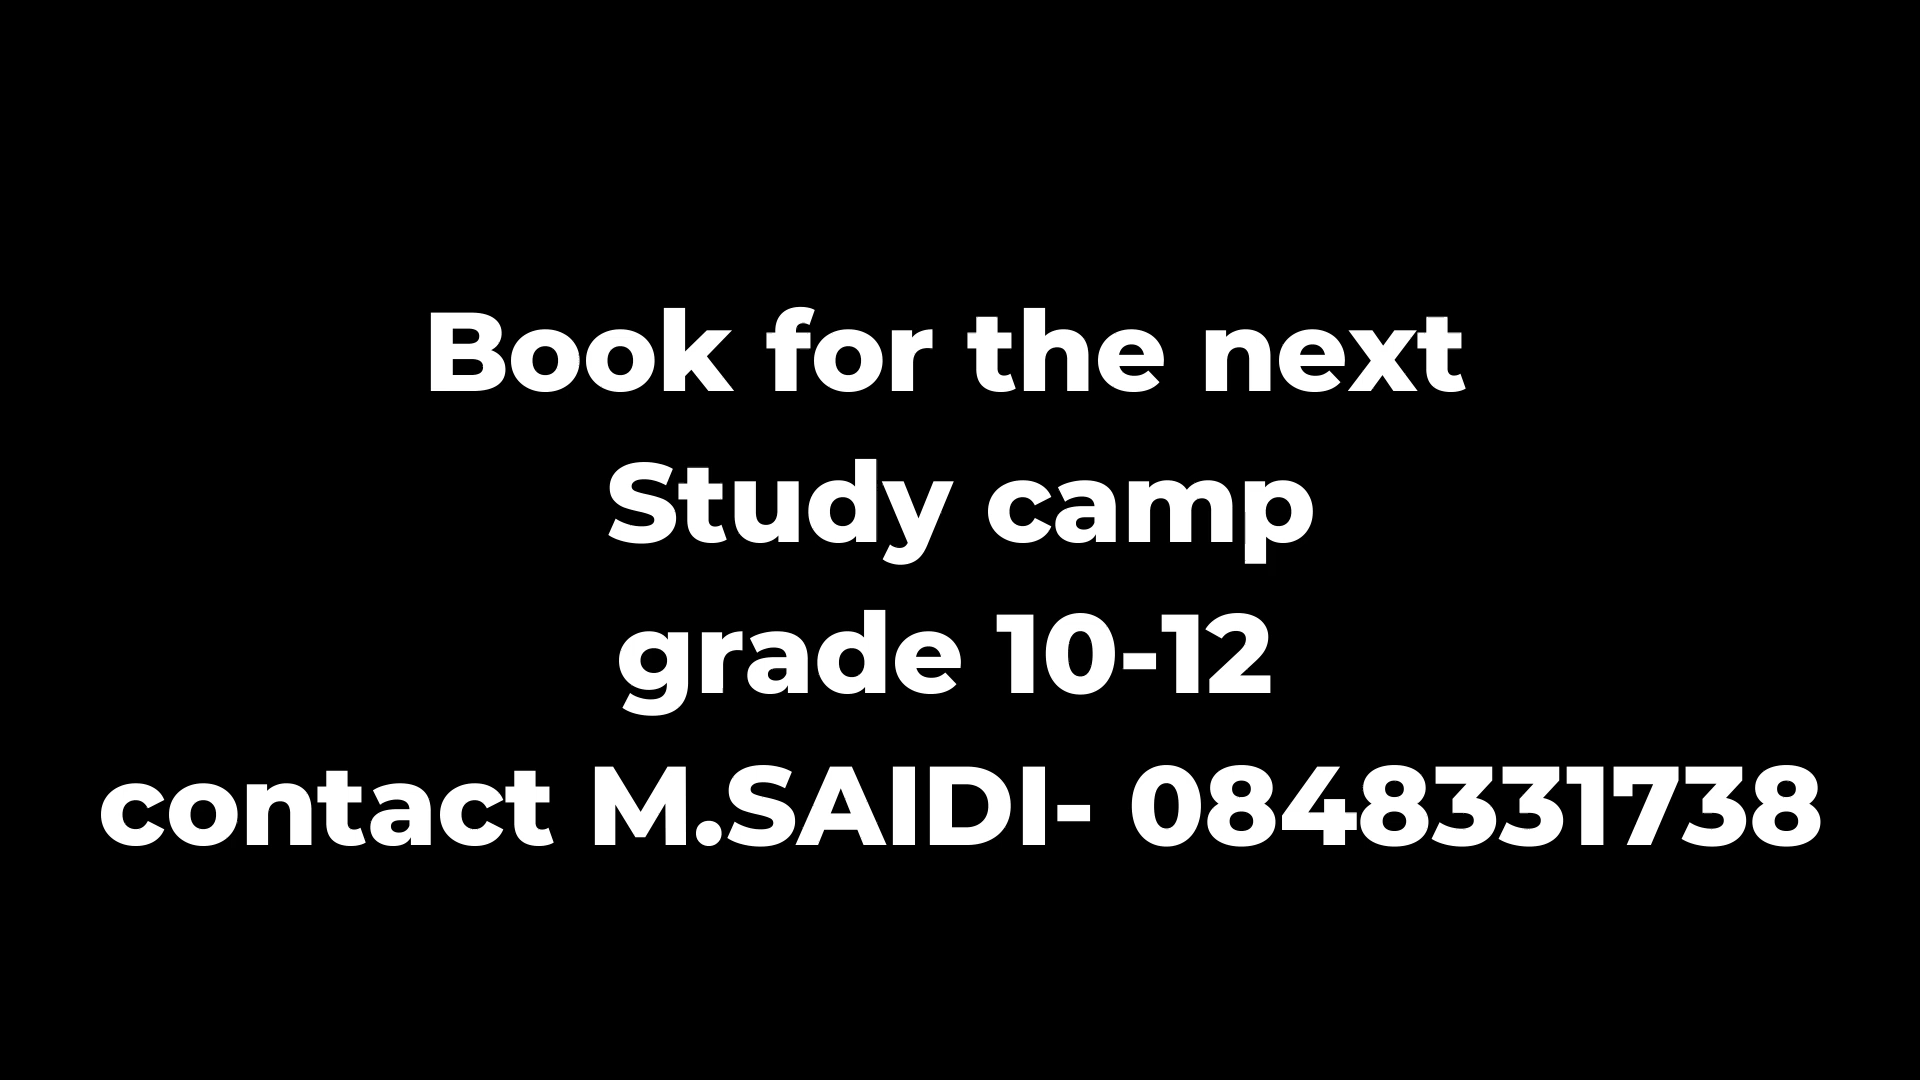 Book for the next
Study camp
grade 10-12
contact M.SAIDI- 0848331738